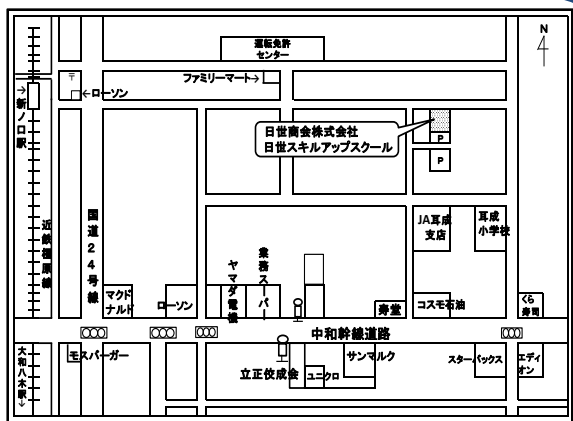 N
運転免許
センター
〒
ファミリーマート→
←ローソン
→新ノ口駅
日世商会株式会社
日世スキルアップスクール
P
P
近鉄橿原線
国道24号線
JA耳成
支店
耳成
小学校
マクド
ナルド
ローソン
ヤマダ電機
業務スーパー
寿堂
コスモ石油
くら
寿司
中和幹線道路
大和八木駅→
モスバーガー
立正佼成会
ユニクロ
サンマルク
スターバックス
エディ
オン